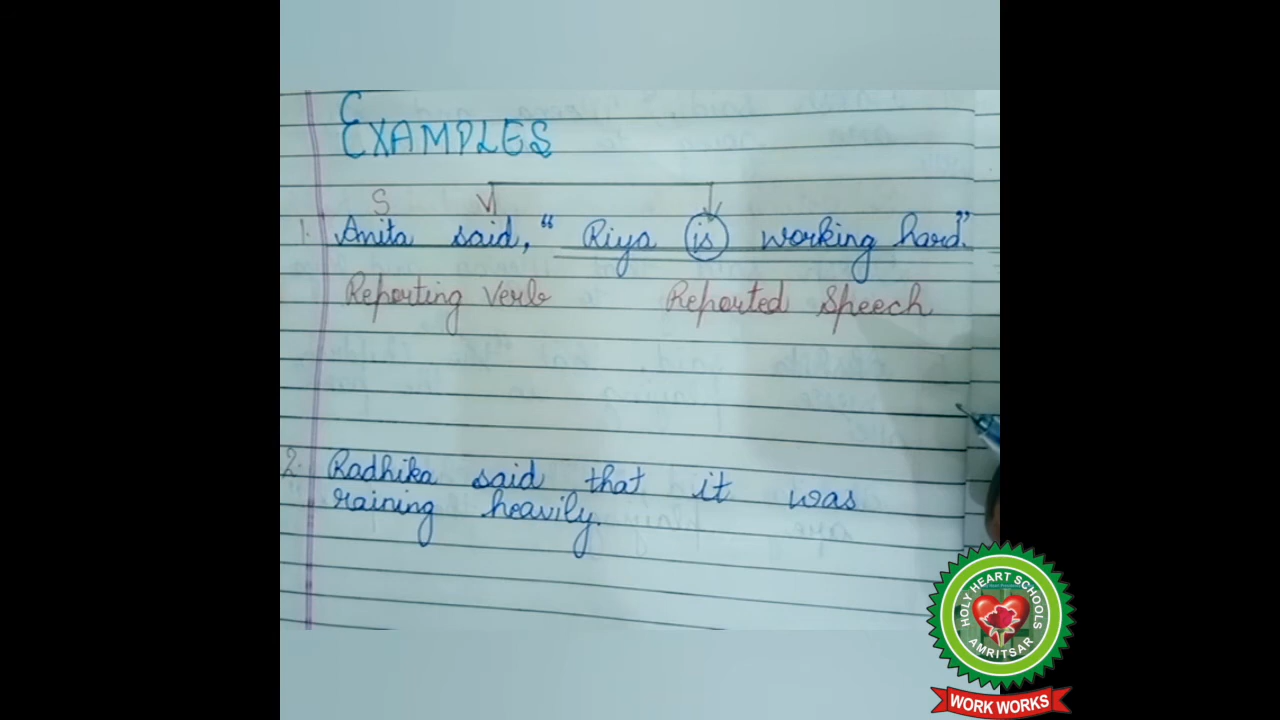 EXAMPLES
S V
1. Anita said, “ Riya is working hard.”
Reporting Verb Reported Speech
2. Radhika said that it was
raining heavily.
HOLY HEART SCHOOLS
AMRITSAR
WORK WORKS